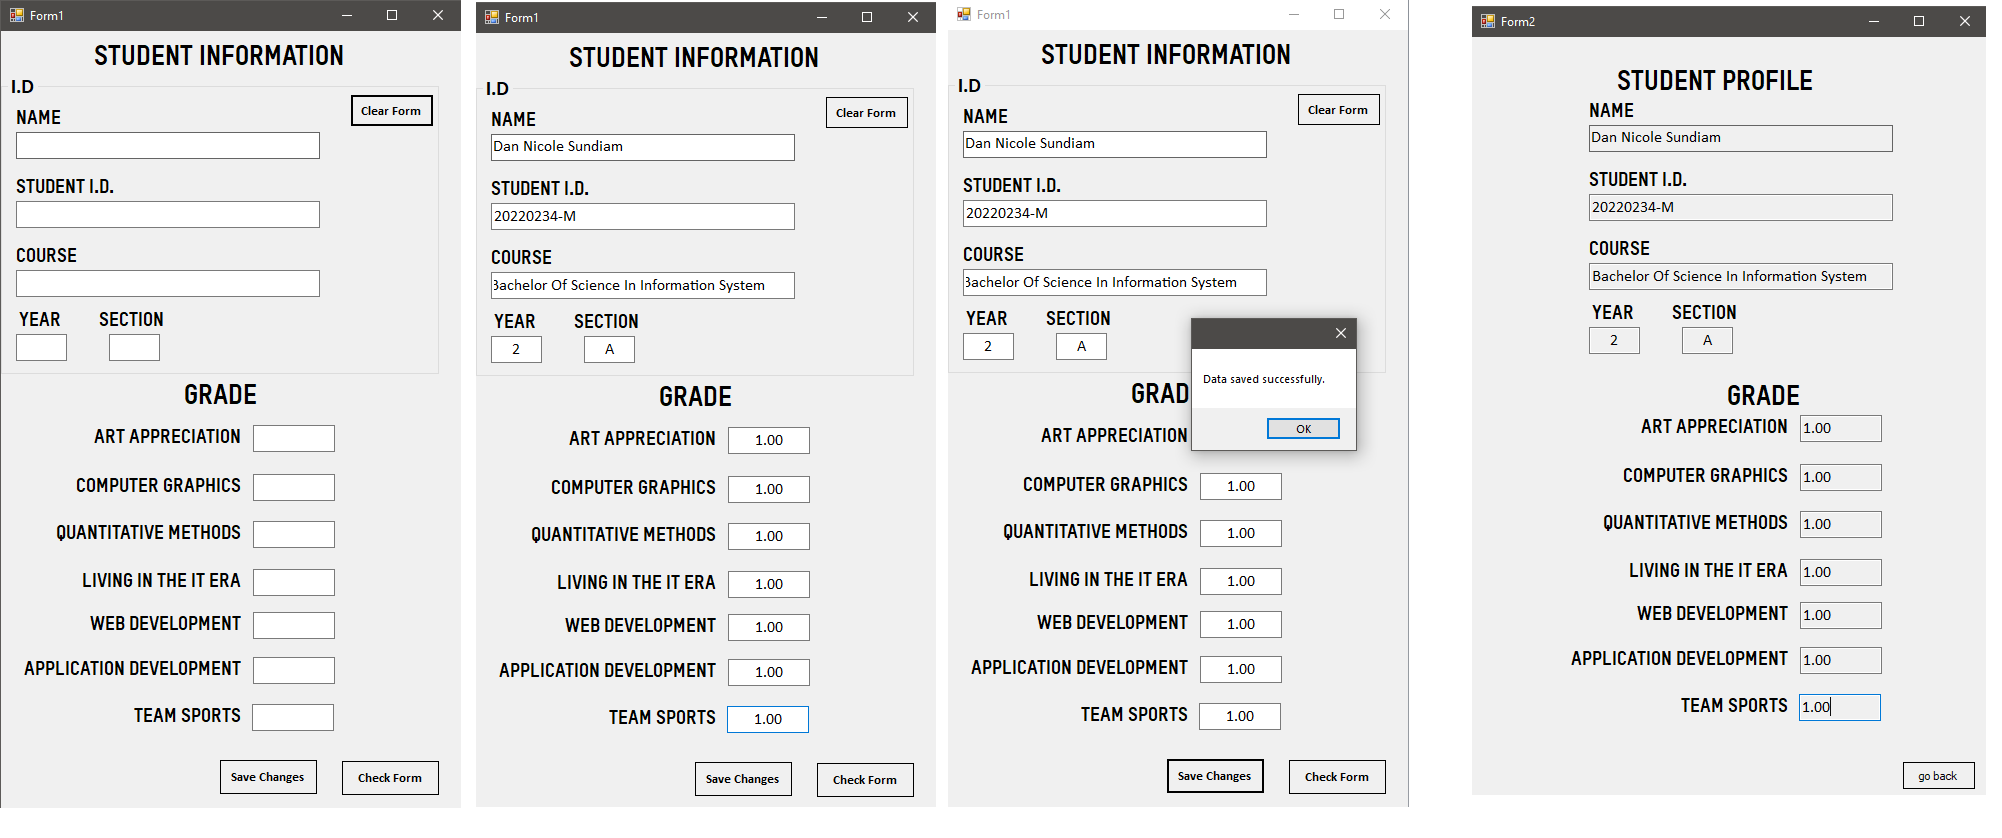 Form1
STUDENT INFORMATION
I.D
Clear Form
NAME
STUDENT I.D.
COURSE
YEAR SECTION
GRADE
ART APPRECIATION
COMPUTER GRAPHICS
QUANTITATIVE METHODS
LIVING IN THE IT ERA
WEB DEVELOPMENT
APPLICATION DEVELOPMENT
TEAM SPORTS
Save Changes Check Form
Form1
STUDENT INFORMATION
I.D
Clear Form
NAME
Dan Nicole Sundiam
STUDENT I.D.
20220234-M
COURSE
Bachelor Of Science In Information System
YEAR SECTION
2 A
GRADE
ART APPRECIATION 1.00
COMPUTER GRAPHICS 1.00
QUANTITATIVE METHODS 1.00
LIVING IN THE IT ERA 1.00
WEB DEVELOPMENT 1.00
APPLICATION DEVELOPMENT 1.00
TEAM SPORTS 1.00
Save Changes Check Form
Form1
STUDENT INFORMATION
I.D
Clear Form
NAME
Dan Nicole Sundiam
STUDENT I.D.
20220234-M
COURSE
Bachelor Of Science In Information System
YEAR SECTION
2 A
Data saved successfully.
OK
GRAD
ART APPRECIATION
COMPUTER GRAPHICS 1.00
QUANTITATIVE METHODS 1.00
LIVING IN THE IT ERA 1.00
WEB DEVELOPMENT 1.00
APPLICATION DEVELOPMENT 1.00
TEAM SPORTS 1.00
Save Changes Check Form
Form2
STUDENT PROFILE
NAME
Dan Nicole Sundiam
STUDENT I.D.
20220234-M
COURSE
Bachelor Of Science In Information System
YEAR SECTION
2 A
GRADE
ART APPRECIATION 1.00
COMPUTER GRAPHICS 1.00
QUANTITATIVE METHODS 1.00
LIVING IN THE IT ERA 1.00
WEB DEVELOPMENT 1.00
APPLICATION DEVELOPMENT 1.00
TEAM SPORTS 1.00
go back